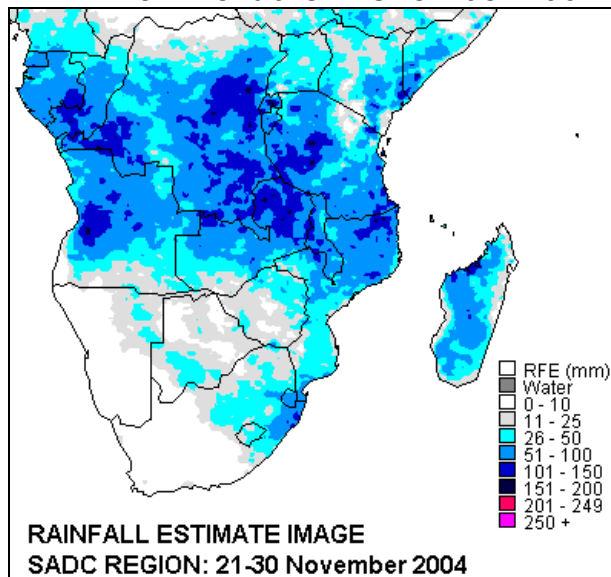 RFE (mm)
Water
0 - 10
11 - 25
26 - 50
51 - 100
101 - 150
151 - 200
201 - 249
250 +
RAINFALL ESTIMATE IMAGE
SADC REGION: 21-30 November 2004